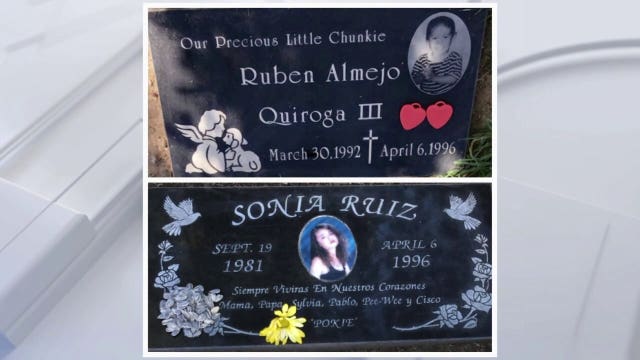 Our Precious Little Chunkie
Ruben Almejo
Quiroga III
March 30, 1992 April 6, 1996
SONIA RUIZ
SEPT. 19 APRIL 6
1981 1996
Siempre Viviras En Nuestros Corazones
Mama, Papa, Sylvia, Pablo, Pee-Wee y Cisco
"POKIE"